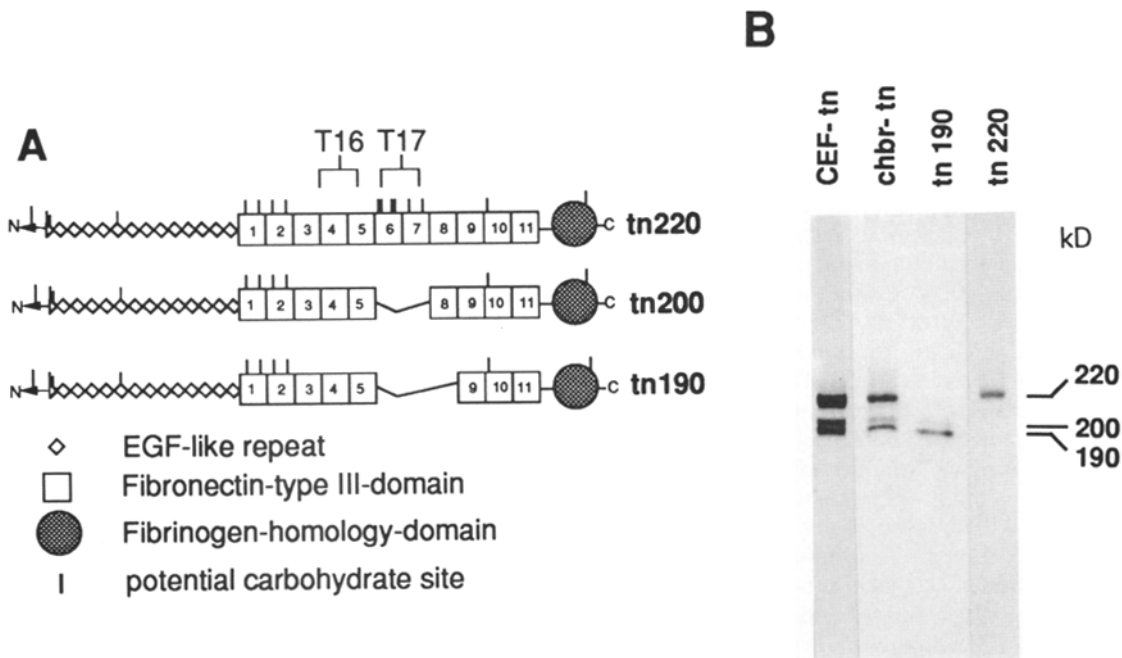 A
T16 T17
N 1 2 3 4 5 6 7 8 9 10 11 C tn220
N 1 2 3 4 5 8 9 10 11 C tn200
N 1 2 3 4 5 9 10 11 C tn190
EGF-like repeat
Fibronectin-type III-domain
Fibrinogen-homology-domain
potential carbohydrate site
B
CEF- tn
chbr- tn
tn 190
tn 220
kD
220
200
190